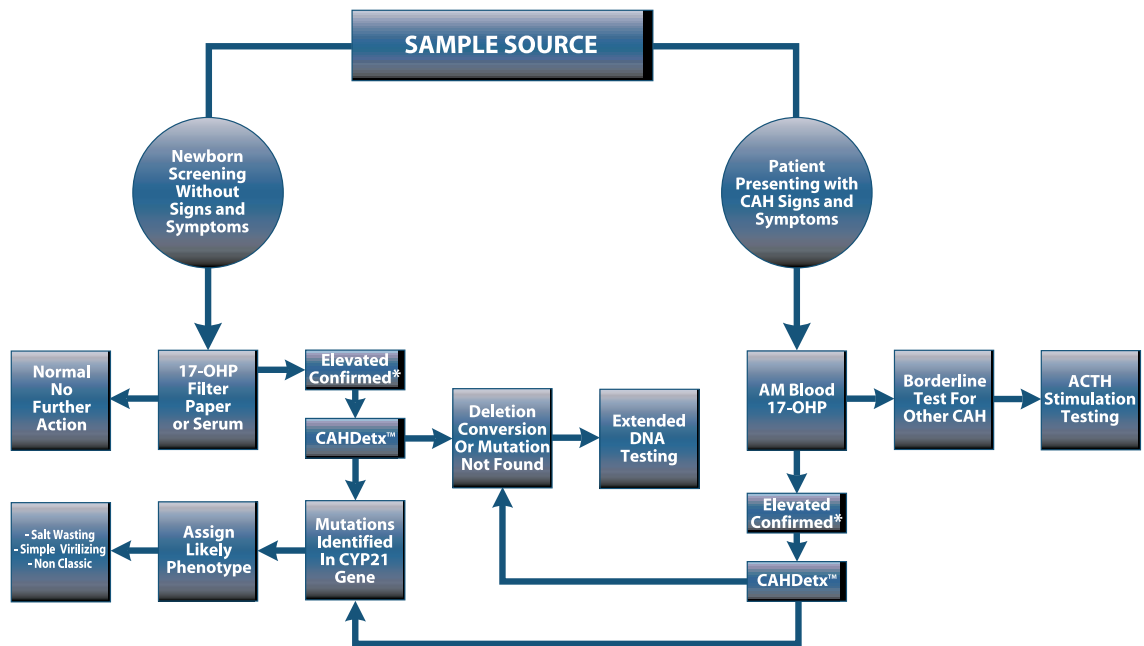 SAMPLE SOURCE
Newborn
Screening
Without
Signs and
Symptoms
Patient
Presenting with
CAH Signs and
Symptoms
Normal
No
Further
Action
17-OHP
Filter
Paper
or Serum
Elevated
Confirmed*
CAHDetx™
Deletion
Conversion
Or Mutation
Not Found
Extended
DNA
Testing
AM Blood
17-OHP
Borderline
Test For
Other CAH
ACTH
Stimulation
Testing
- Salt Wasting
- Simple Virilizing
- Non Classic
Assign
Likely
Phenotype
Mutations
Identified
In CYP21
Gene
Elevated
Confirmed*
CAHDetx™